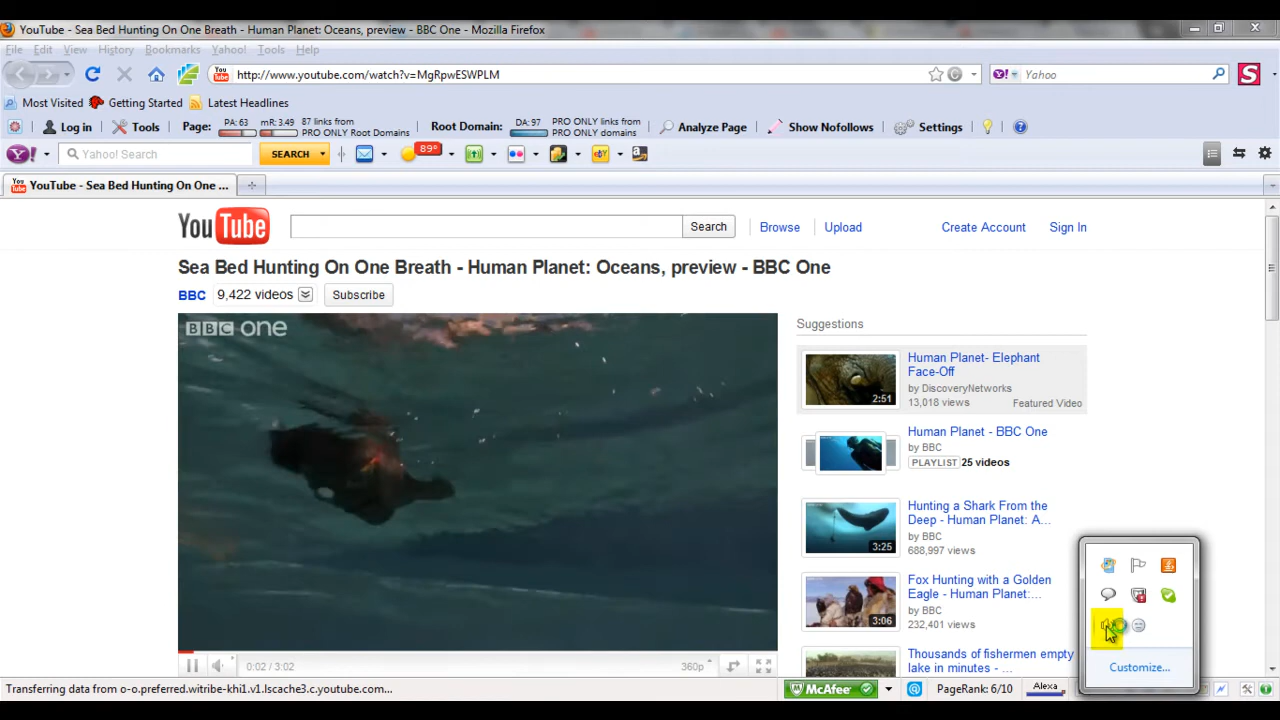 YouTube - Sea Bed Hunting On One Breath - Human Planet: Oceans, preview - BBC One - Mozilla Firefox
File Edit View History Bookmarks Yahoo! Tools Help
You Tube http://www.youtube.com/watch?v=MgRpwESWPLM Y! Yahoo S
Most Visited Getting Started Latest Headlines
Log in Tools Page: PA: 63 mR: 3.49 87 links from PRO ONLY Root Domains Root Domain: DA: 97 PRO ONLY links from PRO ONLY domains Analyze Page Show Nofollows Settings
Y! Yahoo! Search SEARCH 89° eBY a
You Tube YouTube - Sea Bed Hunting On One ...
YouTube Search Browse Upload Create Account Sign In
Sea Bed Hunting On One Breath - Human Planet: Oceans, preview - BBC One
BBC 9,422 videos Subscribe
BBC one
0:02 / 3:02 360p
Suggestions
Human Planet- Elephant
Face-Off
by DiscoveryNetworks
13,018 views Featured Video
2:51
Human Planet - BBC One
by BBC
PLAYLIST 25 videos
Hunting a Shark From the
Deep - Human Planet: A...
by BBC
688,997 views
3:25
Fox Hunting with a Golden
Eagle - Human Planet:...
by BBC
232,401 views
3:06
Thousands of fishermen empty
lake in minutes - ...
by BBC
Customize...
Transferring data from o-o.preferred.witribe-khi1.v1.lscache3.c.youtube.com... McAfee PageRank: 6/10 Alexa